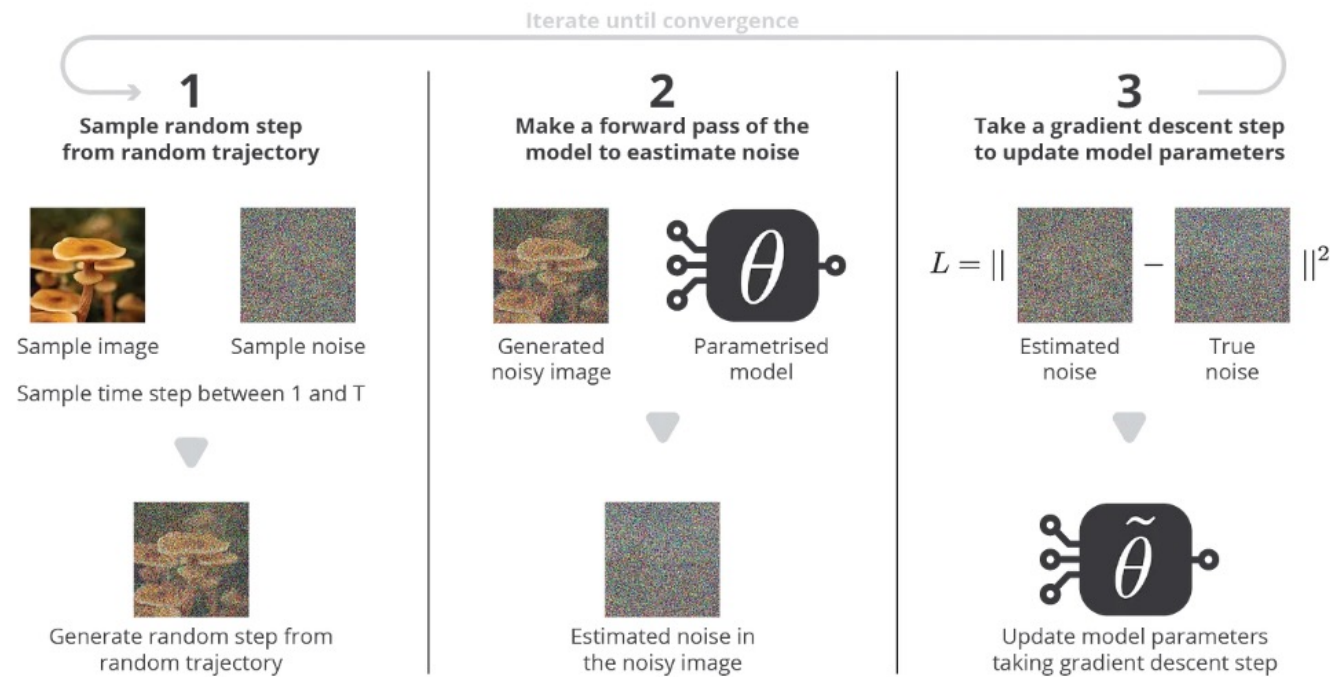 Iterate until convergence
1
Sample random step
from random trajectory
Sample image
Sample noise
Sample time step between 1 and T
Generate random step from
random trajectory
2
Make a forward pass of the
model to eastimate noise
θ
Generated
noisy image
Parametrised
model
Estimated noise in
the noisy image
3
Take a gradient descent step
to update model parameters
L = || − ||²
Estimated
noise
True
noise
θ̃
Update model parameters
taking gradient descent step